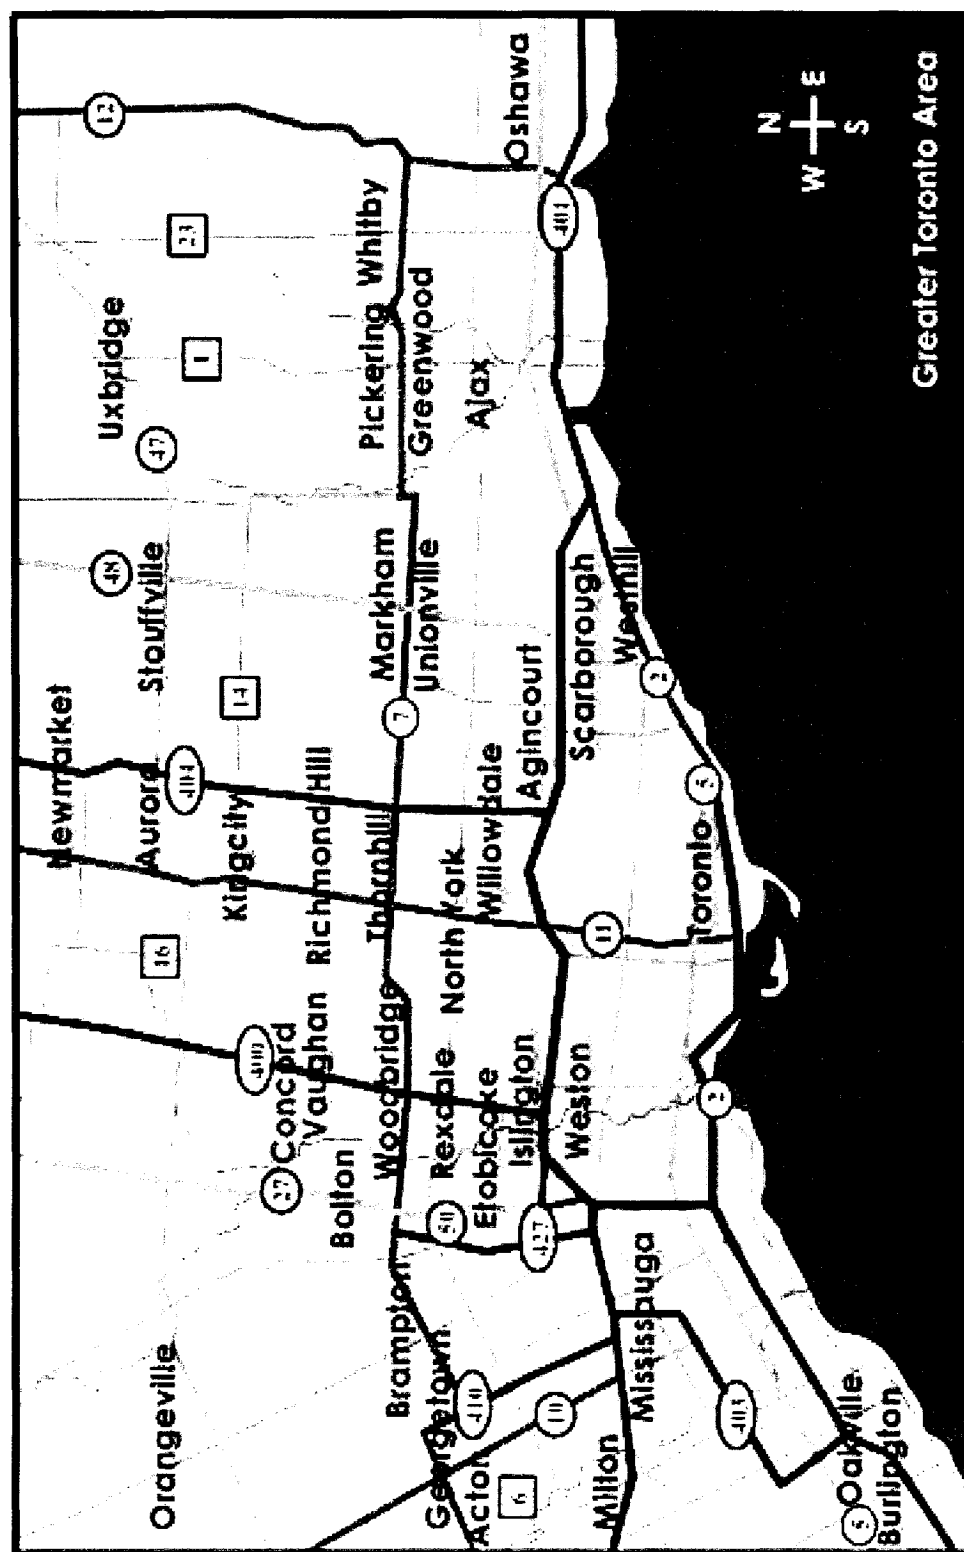 Orangeville
Newmarket
Stouffville
Uxbridge
Aurora
Kingcity
Concord
Vaughan
Richmond Hill
Bolton
Woodbridge
Thornhill
Markham
Unionville
Pickering
Whitby
Greenwood
Brampton
Georgetown
Acton
Rexdale
North York
Etobicoke
Willowdale
Islington
Agincourt
Ajax
Oshawa
Weston
Scarborough
Westhill
Milton
Mississauga
Toronto
Oakville
Burlington
12
23
1
47
48
14
404
16
400
27
7
401
50
427
11
2
5
2
410
10
6
403
5
N
W E
S
Greater Toronto Area